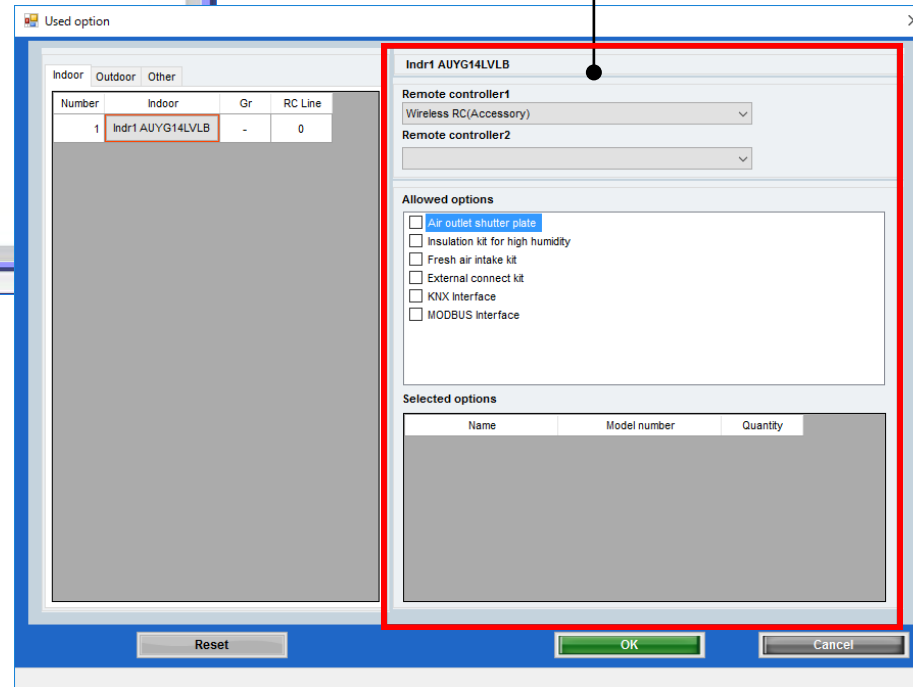 Used option
Indoor Outdoor Other
Number Indoor Gr RC Line
1 Indr1 AUYG14LVLB - 0
Indr1 AUYG14LVLB
Remote controller1
Wireless RC(Accessory)
Remote controller2
Allowed options
Air outlet shutter plate
Insulation kit for high humidity
Fresh air intake kit
External connect kit
KNX Interface
MODBUS Interface
Selected options
Name Model number Quantity
Reset OK Cancel